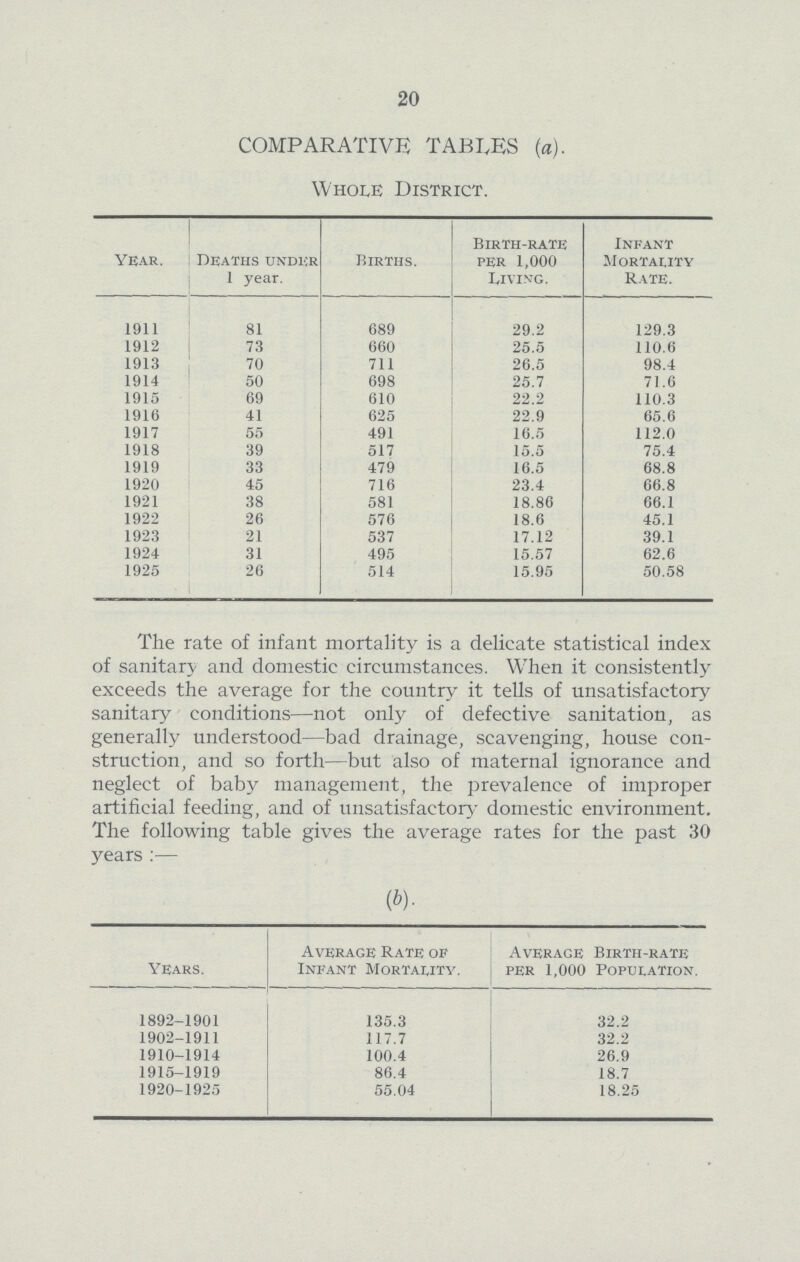 20
COMPARATIVE TABLES (a).
WHOLE DISTRICT.
YEAR. DEATHS UNDER 1 year. BIRTHS. BIRTH-RATE PER 1,000 LIVING. INFANT MORTALITY RATE.
1911 81 689 29.2 129.3
1912 73 660 25.5 110.6
1913 70 711 26.5 98.4
1914 50 698 25.7 71.6
1915 69 610 22.2 110.3
1916 41 625 22.9 65.6
1917 55 491 16.5 112.0
1918 39 517 15.5 75.4
1919 33 479 16.5 68.8
1920 45 716 23.4 66.8
1921 38 581 18.86 66.1
1922 26 576 18.6 45.1
1923 21 537 17.12 39.1
1924 31 495 15.57 62.6
1925 26 514 15.95 50.58
The rate of infant mortality is a delicate statistical index
of sanitary and domestic circumstances. When it consistently
exceeds the average for the country it tells of unsatisfactory
sanitary conditions—not only of defective sanitation, as
generally understood—bad drainage, scavenging, house con-
struction, and so forth—but also of maternal ignorance and
neglect of baby management, the prevalence of improper
artificial feeding, and of unsatisfactory domestic environment.
The following table gives the average rates for the past 30
years :—
(b).
YEARS. AVERAGE RATE OF INFANT MORTALITY. AVERAGE BIRTH-RATE PER 1,000 POPULATION.
1892-1901 135.3 32.2
1902-1911 117.7 32.2
1910-1914 100.4 26.9
1915-1919 86.4 18.7
1920-1925 55.04 18.25